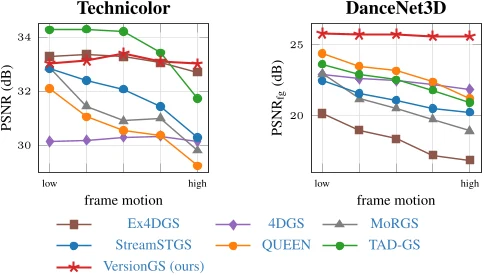 Technicolor
DanceNet3D
34
32
30
PSNR (dB)
low
high
frame motion
25
20
PSNRfg (dB)
low
high
frame motion
Ex4DGS
4DGS
MoRGS
StreamSTGS
QUEEN
TAD-GS
VersionGS (ours)